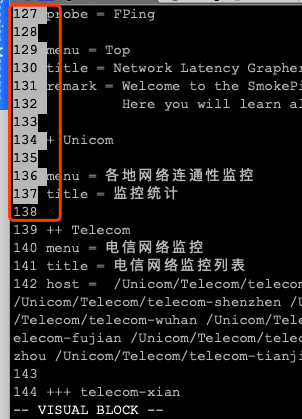 127 probe = FPing
128
129 menu = Top
130 title = Network Latency Grapher
131 remark = Welcome to the SmokePi
132 Here you will learn al
133
134 + Unicom
135
136 menu = 各地网络连通性监控
137 title = 监控统计
138
139 ++ Telecom
140 menu = 电信网络监控
141 title = 电信网络监控列表
142 host =  /Unicom/Telecom/telecom
/Unicom/Telecom/telecom-shenzhen /U
/Telecom/telecom-wuhan /Unicom/Tele
elecom-fujian /Unicom/Telecom/telec
zhou /Unicom/Telecom/telecom-tianji
143
144 +++ telecom-xian
-- VISUAL BLOCK --